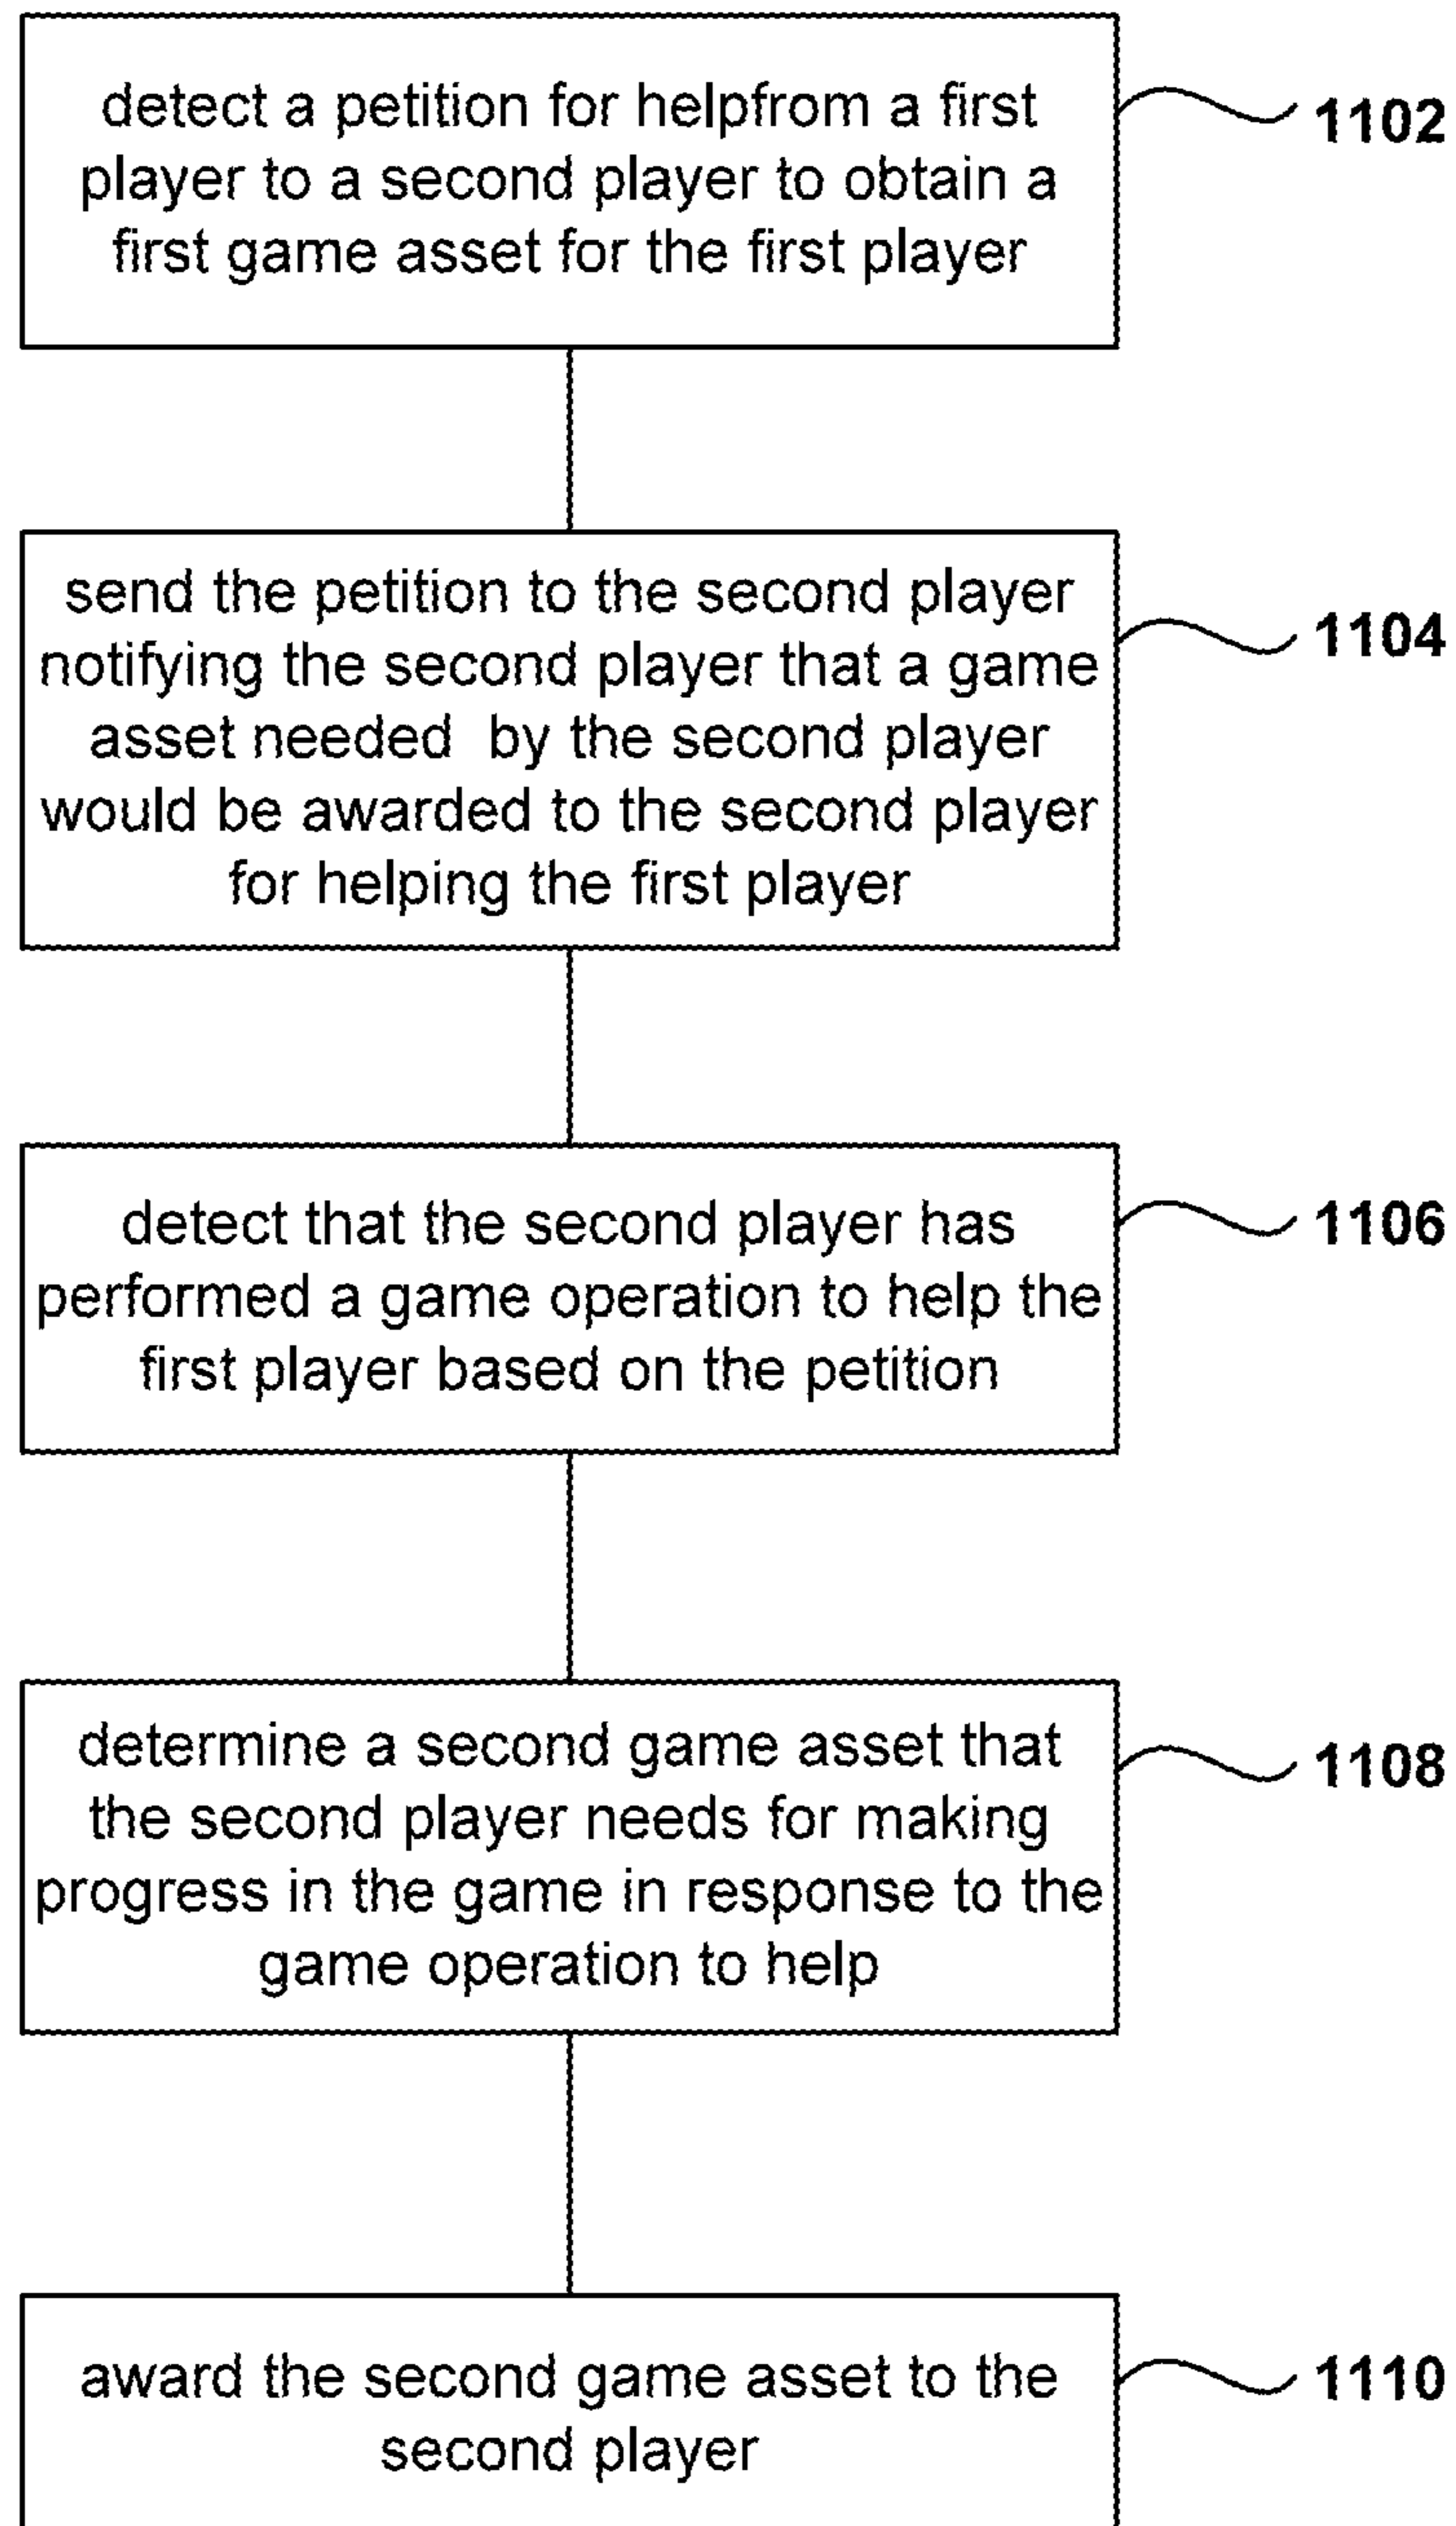 detect a petition for helpfrom a first
player to a second player to obtain a
first game asset for the first player
1102
send the petition to the second player
notifying the second player that a game
asset needed  by the second player
would be awarded to the second player
for helping the first player
1104
detect that the second player has
performed a game operation to help the
first player based on the petition
1106
determine a second game asset that
the second player needs for making
progress in the game in response to the
game operation to help
1108
award the second game asset to the
second player
1110